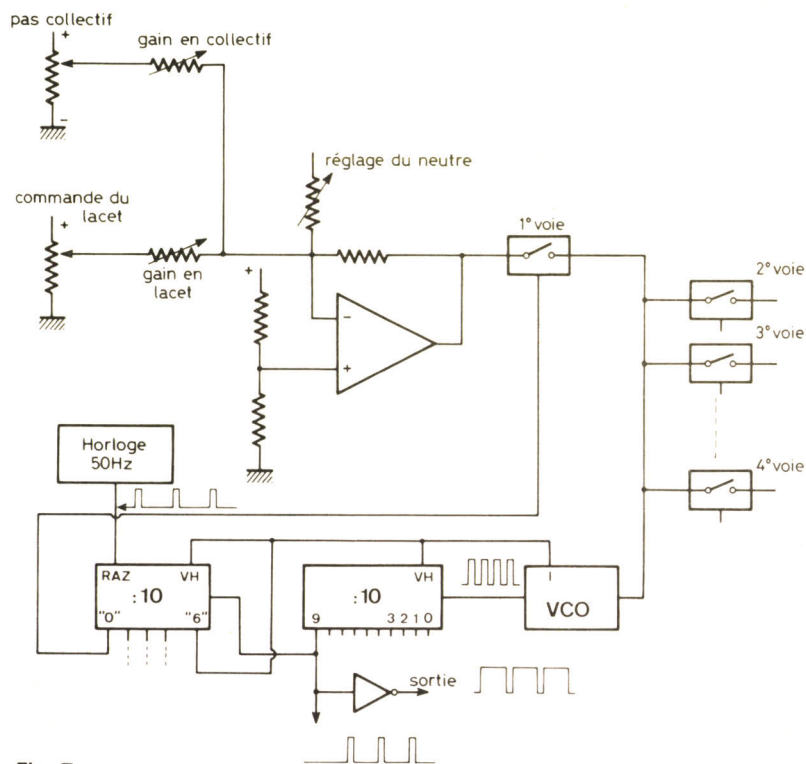 pas collectif
+
gain en collectif
−
réglage du neutre
commande du
lacet
+
gain en
lacet
1° voie
2° voie
+
−
+
3° voie
Horloge
50Hz
4° voie
RAZ VH
:10
"0" "6"
VH
:10
9 3 2 1 0
I
VCO
sortie